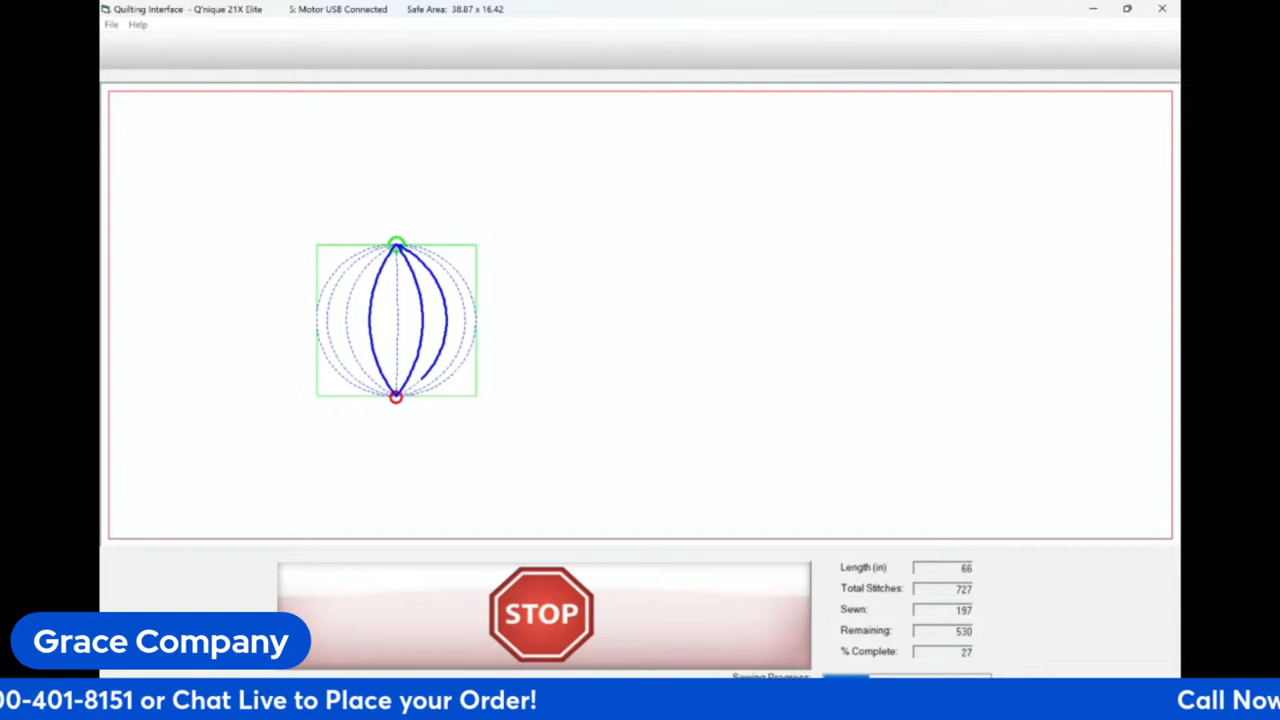 Quilting Interface - Q'nique 21X Elite S: Motor USB Connected Safe Area: 38.87 x 16.42
File Help
STOP
Length (in) 66
Total Stitches: 727
Sewn: 197
Remaining: 530
% Complete: 27
Sewing Progress:
Grace Company
00-401-8151 or Chat Live to Place your Order! Call Now